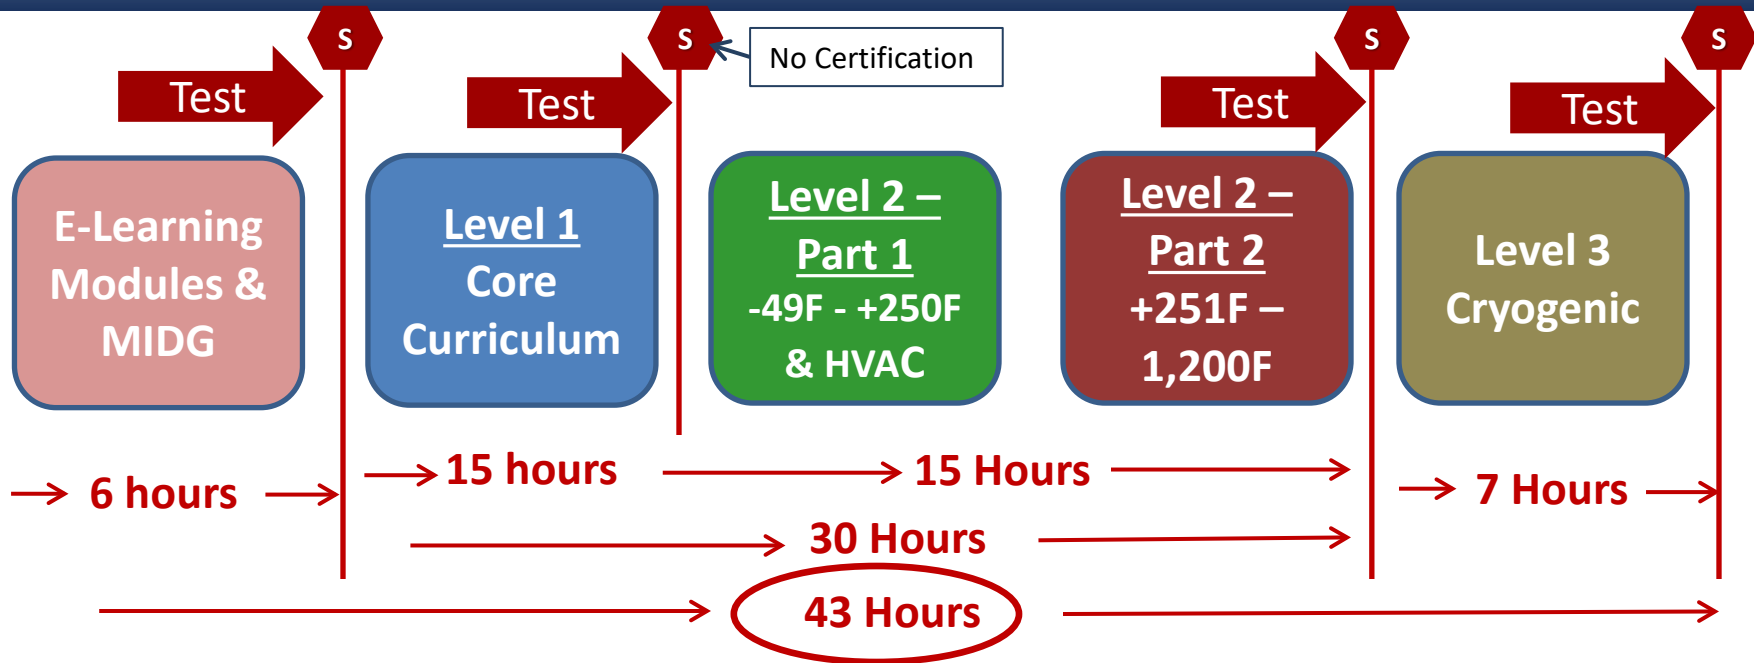 S
S
S
S
No Certification
Test
Test
Test
Test
E-Learning
Modules &
MIDG
Level 1
Core
Curriculum
Level 2 –
Part 1
-49F - +250F
& HVAC
Level 2 –
Part 2
+251F –
1,200F
Level 3
Cryogenic
6 hours
15 hours
15 Hours
7 Hours
30 Hours
43 Hours